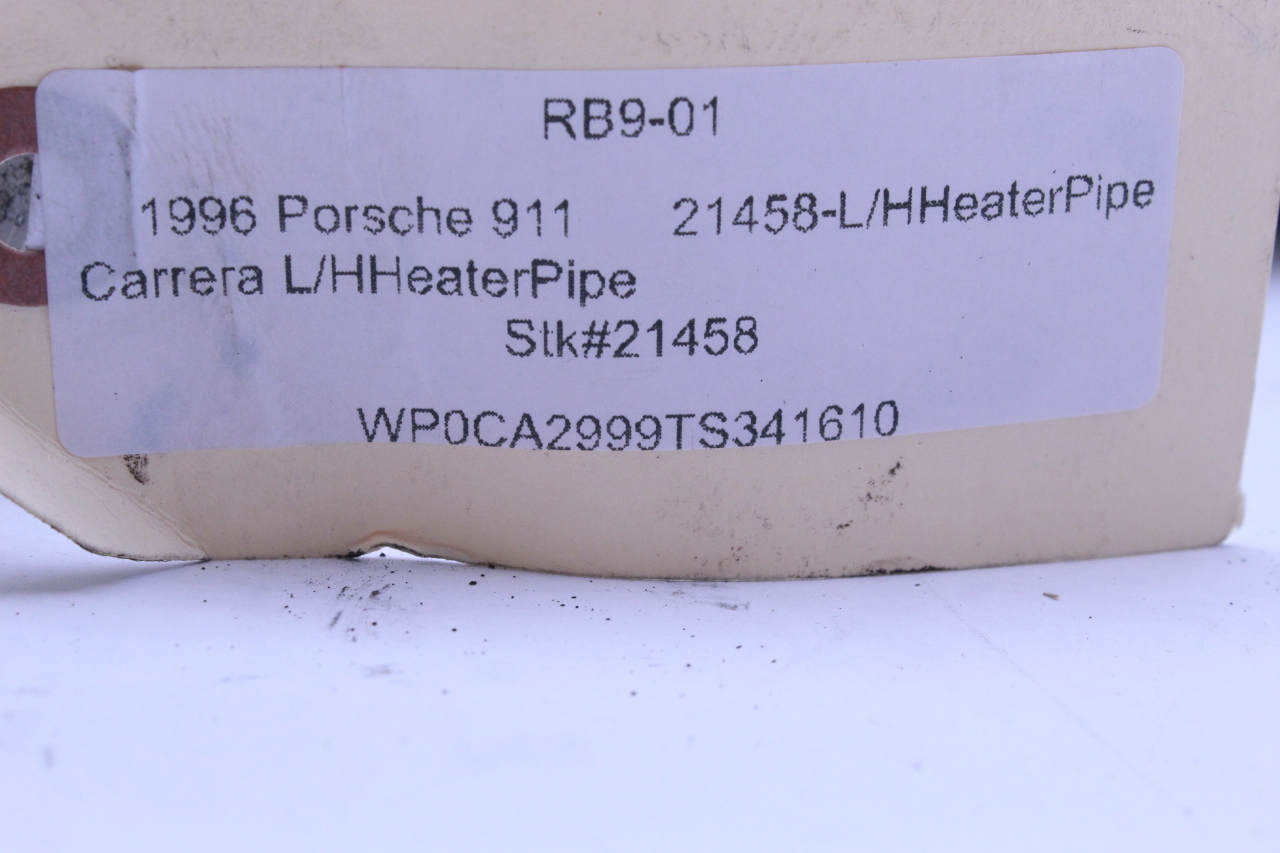 RB9-01
1996 Porsche 911 21458-L/HHeaterPipe
Carrera L/HHeaterPipe
Stk#21458
WP0CA2999TS341610